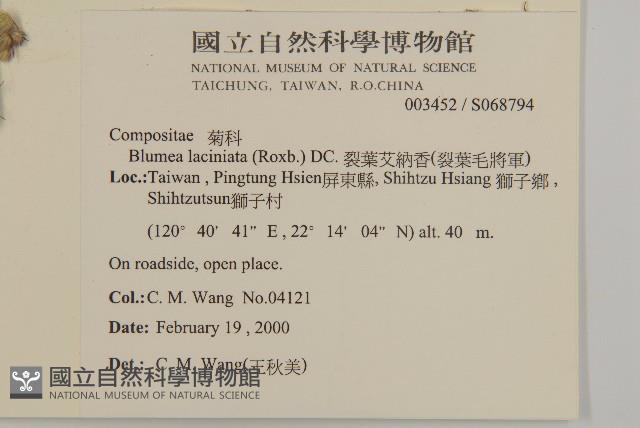 國立自然科學博物館
NATIONAL MUSEUM OF NATURAL SCIENCE
TAICHUNG, TAIWAN, R.O.CHINA
003452 / S068794
Compositae 菊科
Blumea laciniata (Roxb.) DC. 裂葉艾納香(裂葉毛將軍)
Loc.:Taiwan , Pingtung Hsien屏東縣, Shihtzu Hsiang 獅子鄉 ,
Shihtzutsun獅子村
(120° 40' 41" E , 22° 14' 04" N) alt. 40 m.
On roadside, open place.
Col.: C. M. Wang No.04121
Date: February 19 , 2000
Det.: C. M. Wang(王秋美)
國立自然科學博物館
NATIONAL MUSEUM OF NATURAL SCIENCE